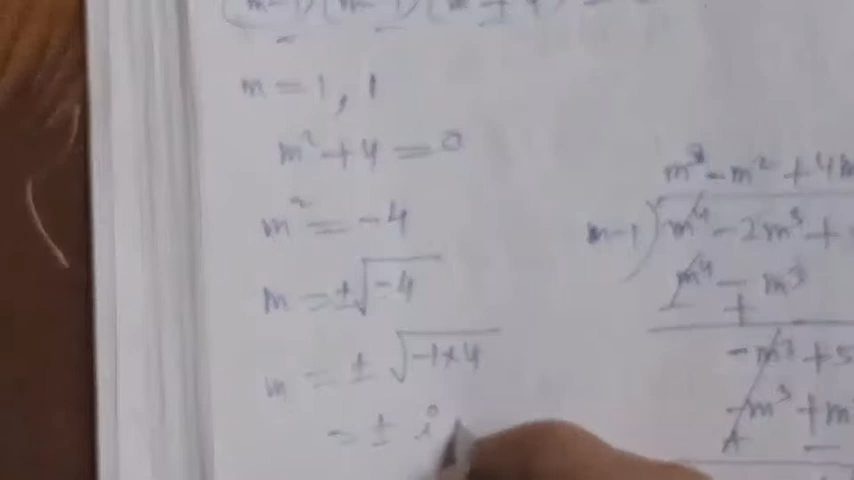 m = 1, 1
m² + 4 = 0
m² = -4
m = ±√-4
m = ± √-1×4
= ± i
m³ - m² + 4m
m-1 ) m⁴ - 2m³ +
m⁴ - m³
- +
-m³ + 5
-m³ + m²